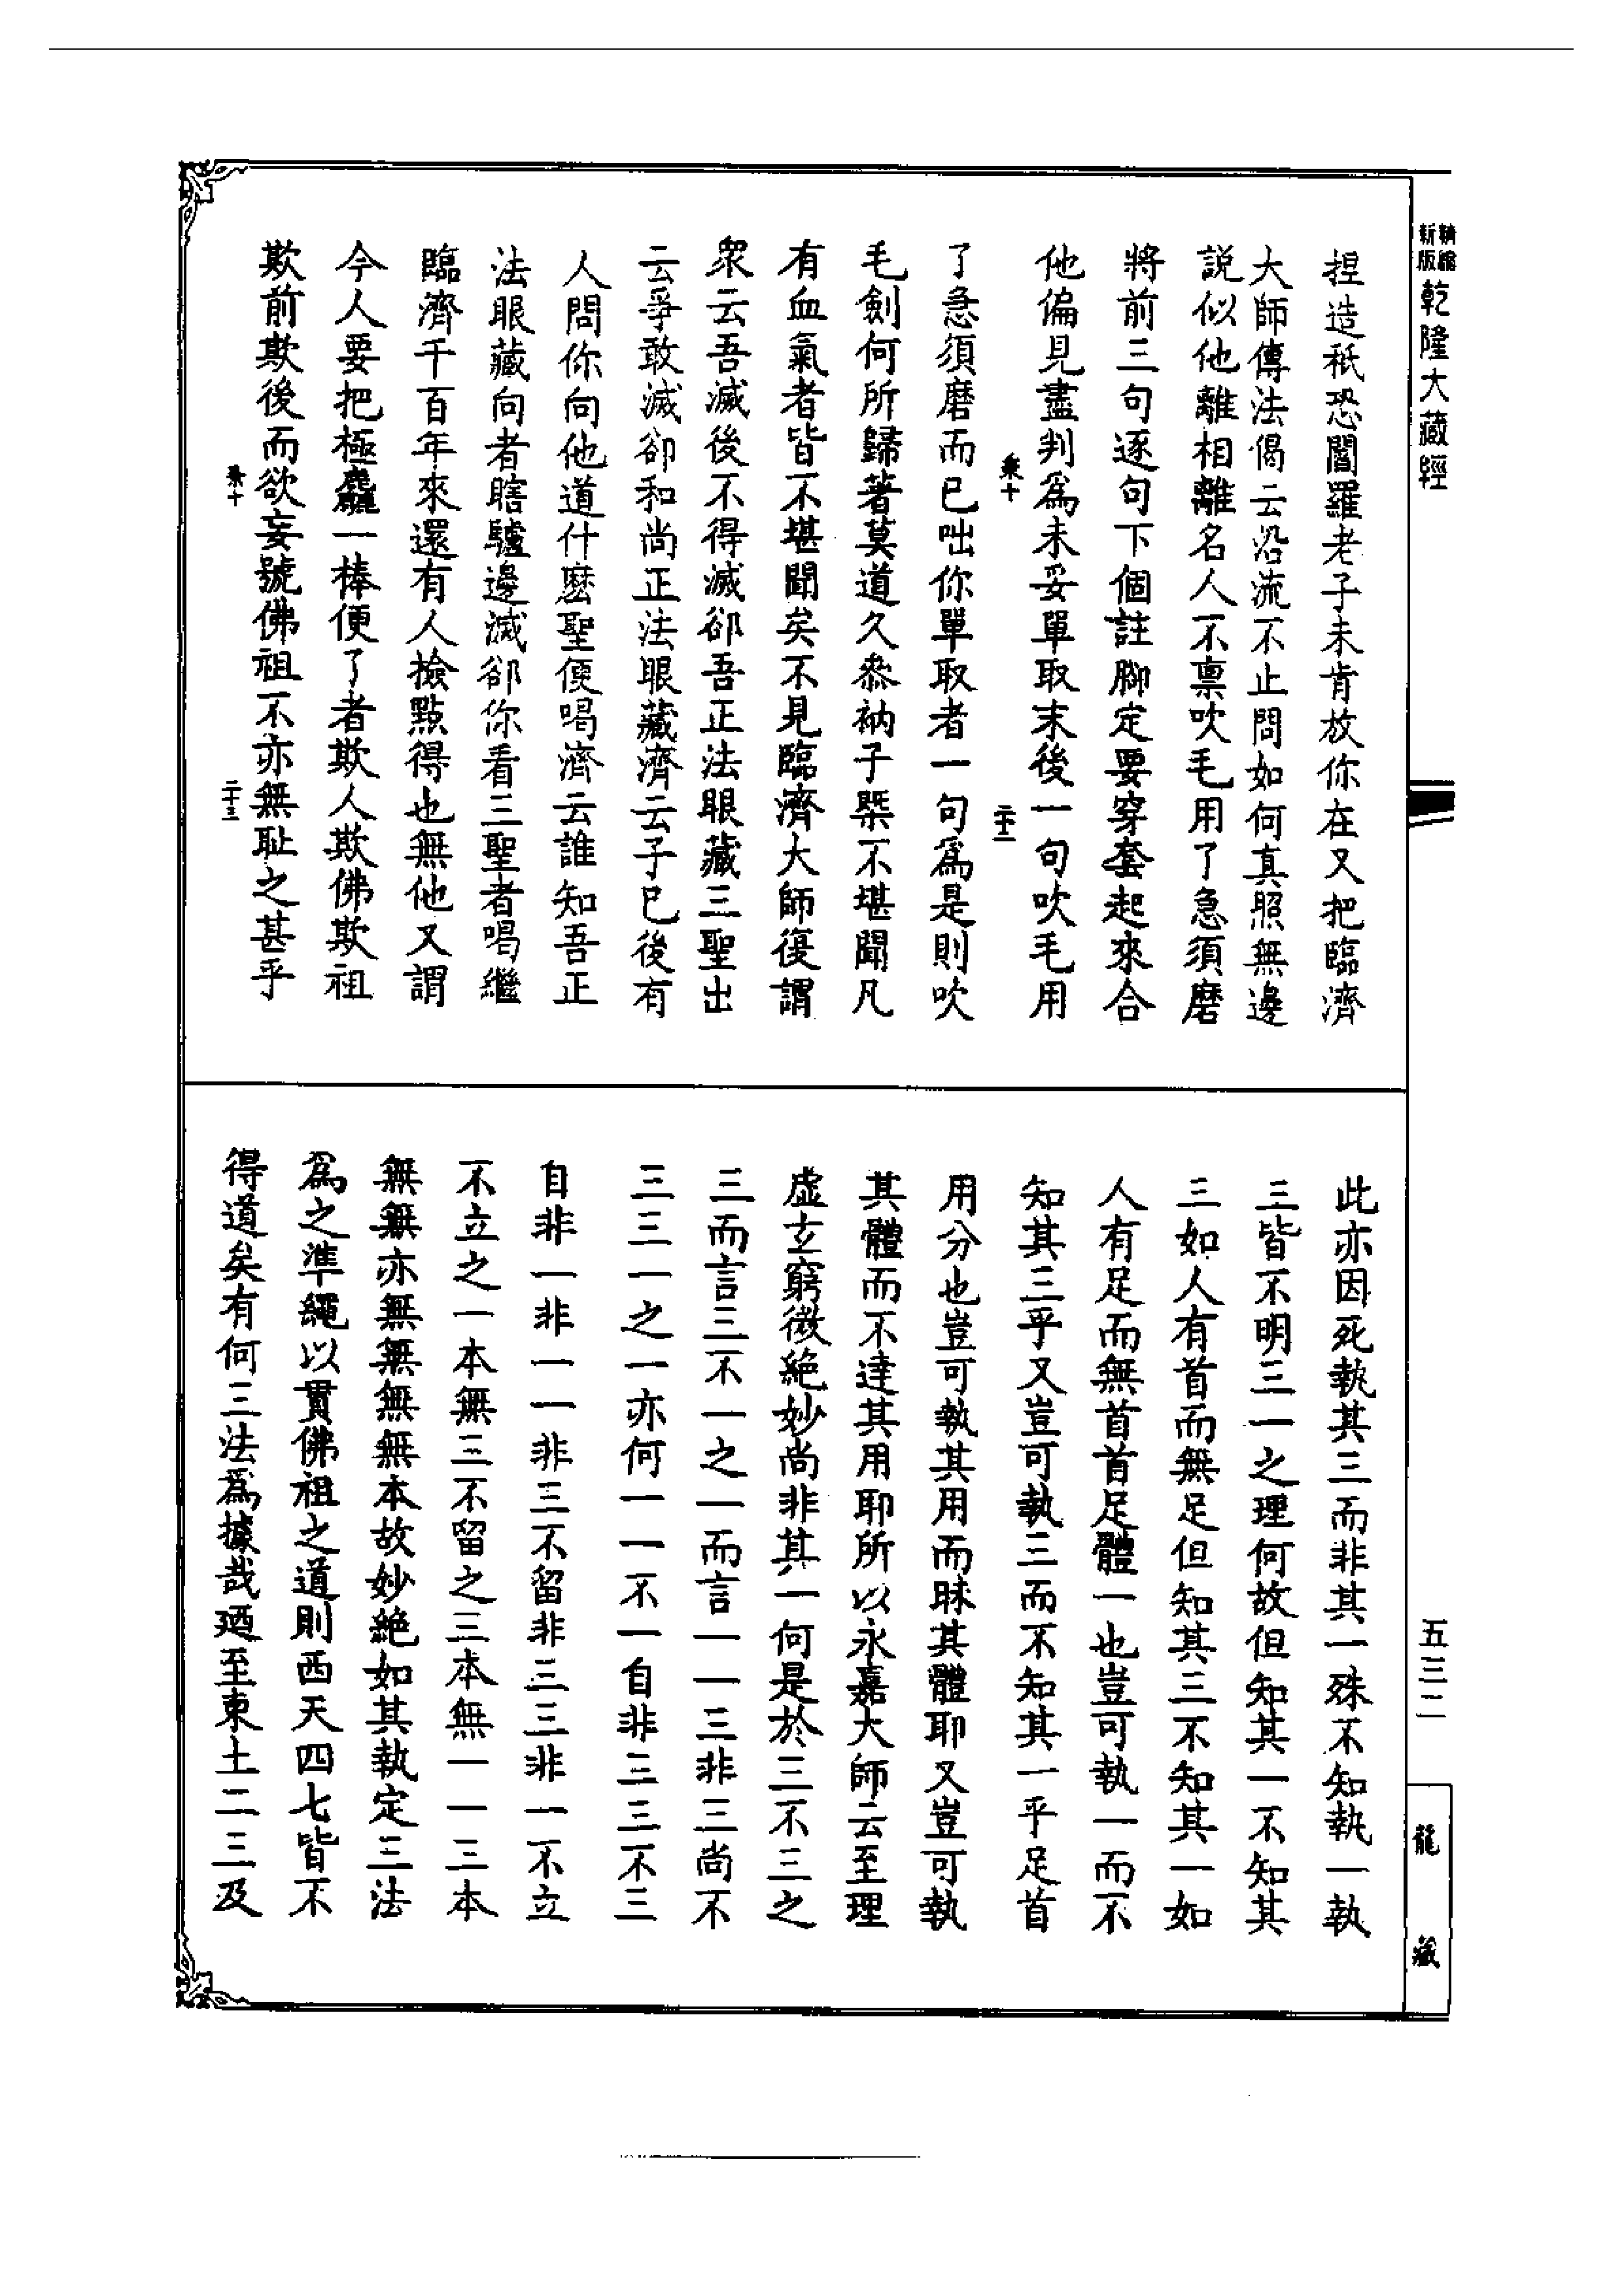 精縮
新版
乾隆大藏經
捏造秖恐閻羅老子未肯放你在又把臨濟
大師傳法偈云沿流不止問如何真照無邊
說似他離相離名人不禀吹毛用了急須磨
將前三句逐句下個註腳定要穿套起來合
他偏見盡判爲未妥單取末後一句吹毛用
了急須磨而已咄你單取者一句爲是則吹
毛劍何所歸著莫道久叅衲子槩不堪聞凡
有血氣者皆不堪聞矣不見臨濟大師復謂
眾云吾滅後不得滅卻吾正法眼藏三聖出
云爭敢滅卻和尚正法眼藏濟云子已後有
人問你向他道什麽聖便喝濟云誰知吾正
法眼藏向者瞎驢邊滅卻你看三聖者喝繼
臨濟千百年來還有人撿點得也無他又謂
今人要把極麤一棒便了者欺人欺佛欺祖
欺前欺後而欲妄號佛祖不亦無耻之甚乎
此亦因死執其三而非其一殊不知執一執
三皆不明三一之理何故但知其一不知其
三如人有首而無足但知其三不知其一如
人有足而無首首足體一也豈可執一而不
知其三乎又豈可執三而不知其一乎足首
用分也豈可執其用而昧其體耶又豈可執
其體而不達其用耶所以永嘉大師云至理
虛玄窮微絕妙尚非其一何是於三不三之
三而言三不一之一而言一一三非三尚不
三三一之一亦何一一不一自非三三不三
自非一非一一非三不留非三三非一不立
不立之一本無三不留之三本無一一三本
無無亦無無無無本故妙絕如其執定三法
爲之準繩以貫佛祖之道則西天四七皆不
得道矣有何三法爲據哉廼至東土二三及
五三二
龍藏